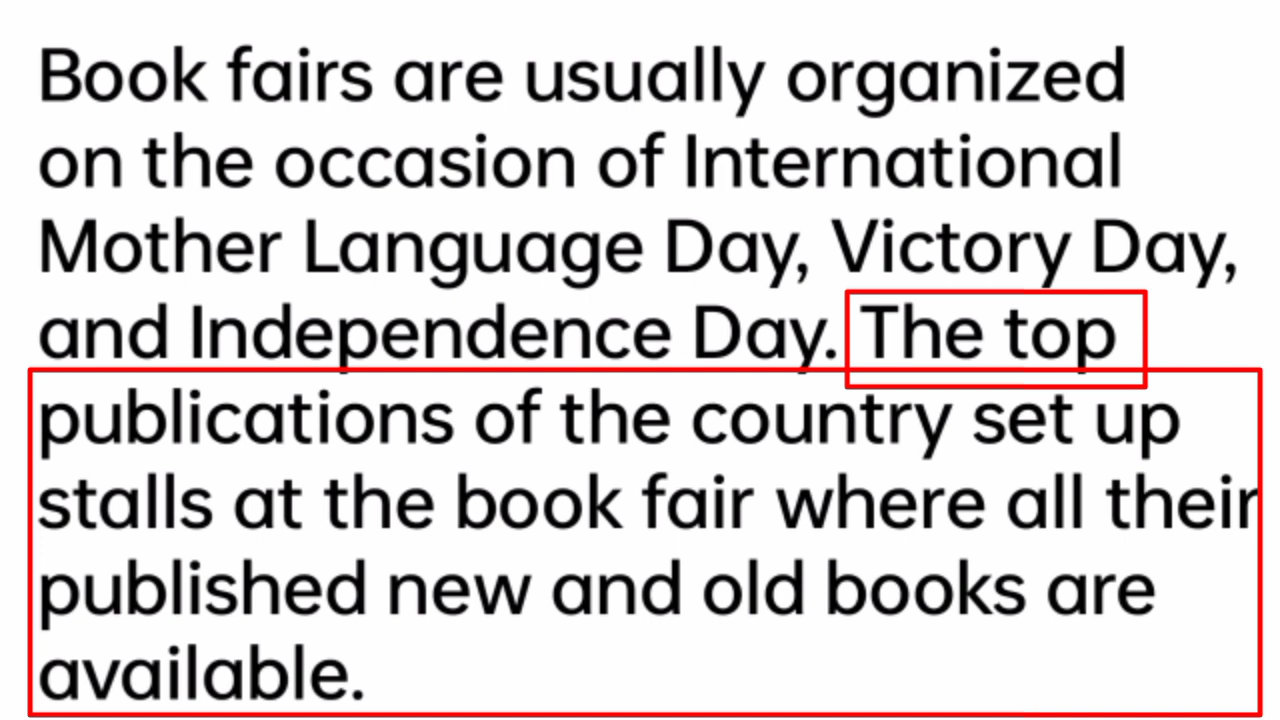 Book fairs are usually organized
on the occasion of International
Mother Language Day, Victory Day,
and Independence Day. The top
publications of the country set up
stalls at the book fair where all their
published new and old books are
available.